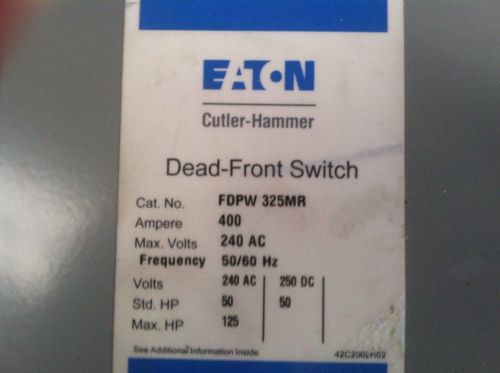 EATON
Cutler-Hammer
Dead-Front Switch
Cat. No. FDPW 325MR
Ampere 400
Max. Volts 240 AC
Frequency 50/60 Hz
Volts 240 AC 250 DC
Std. HP 50 50
Max. HP 125
See Additional Information Inside 42C2002H02